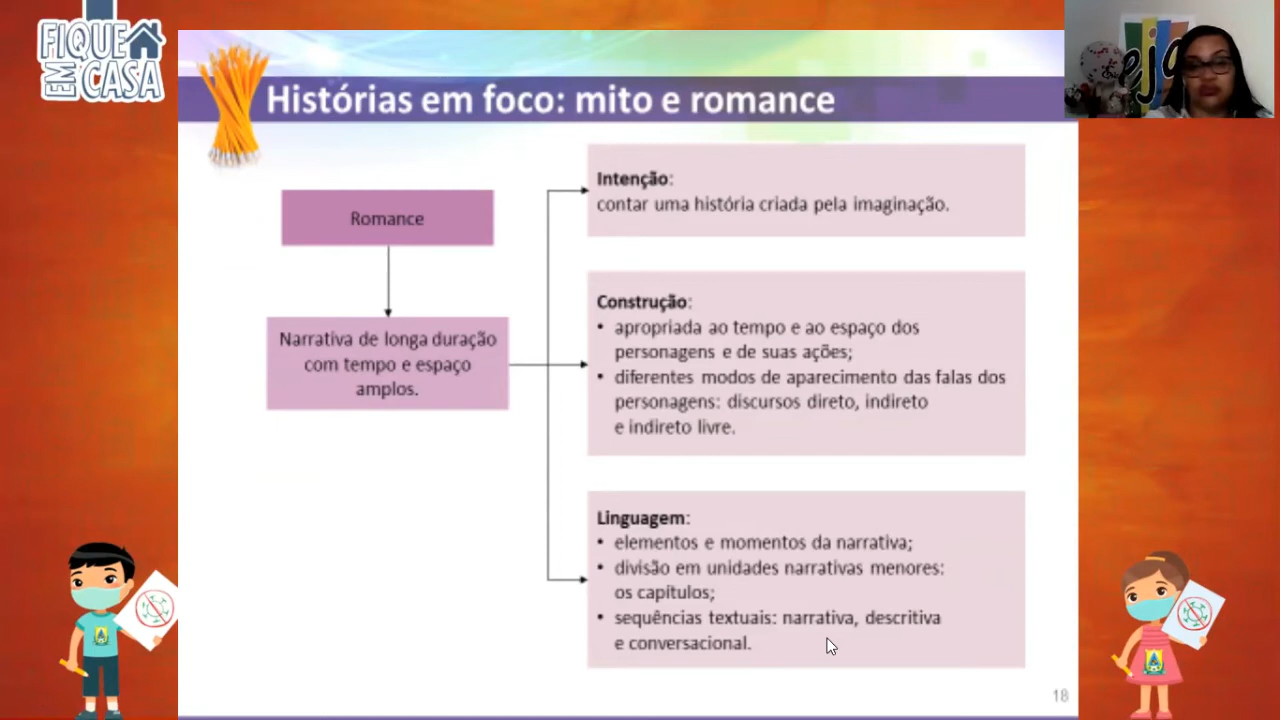 FIQUE
EM CASA
eja
Histórias em foco: mito e romance
Romance
Narrativa de longa duração
com tempo e espaço
amplos.
Intenção:
contar uma história criada pela imaginação.
Construção:
• apropriada ao tempo e ao espaço dos
personagens e de suas ações;
• diferentes modos de aparecimento das falas dos
personagens: discursos direto, indireto
e indireto livre.
Linguagem:
• elementos e momentos da narrativa;
• divisão em unidades narrativas menores:
os capítulos;
• sequências textuais: narrativa, descritiva
e conversacional.
18